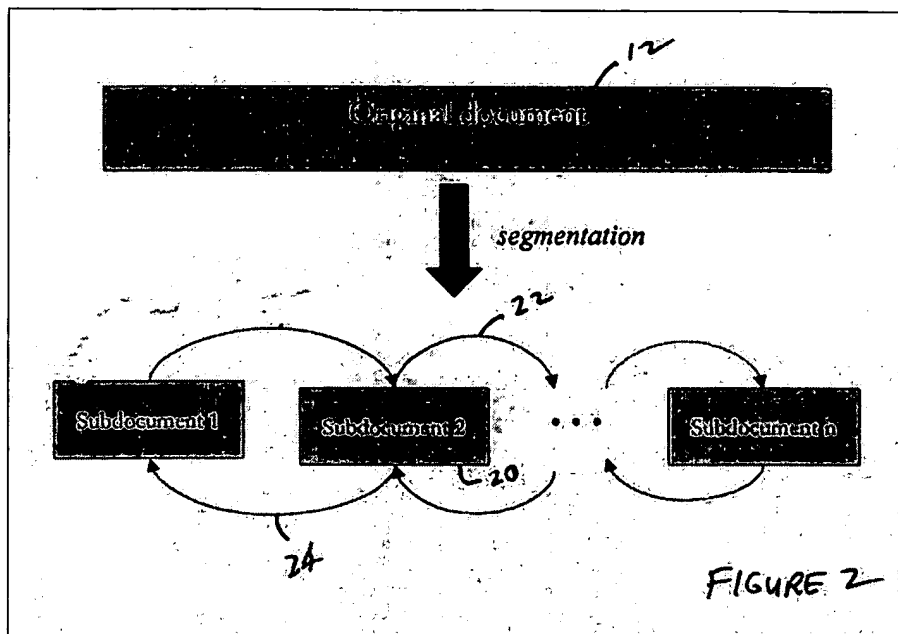 12
Original document
segmentation
22
Subdocument 1
Subdocument 2
• • •
Subdocument n
20
24
FIGURE 2